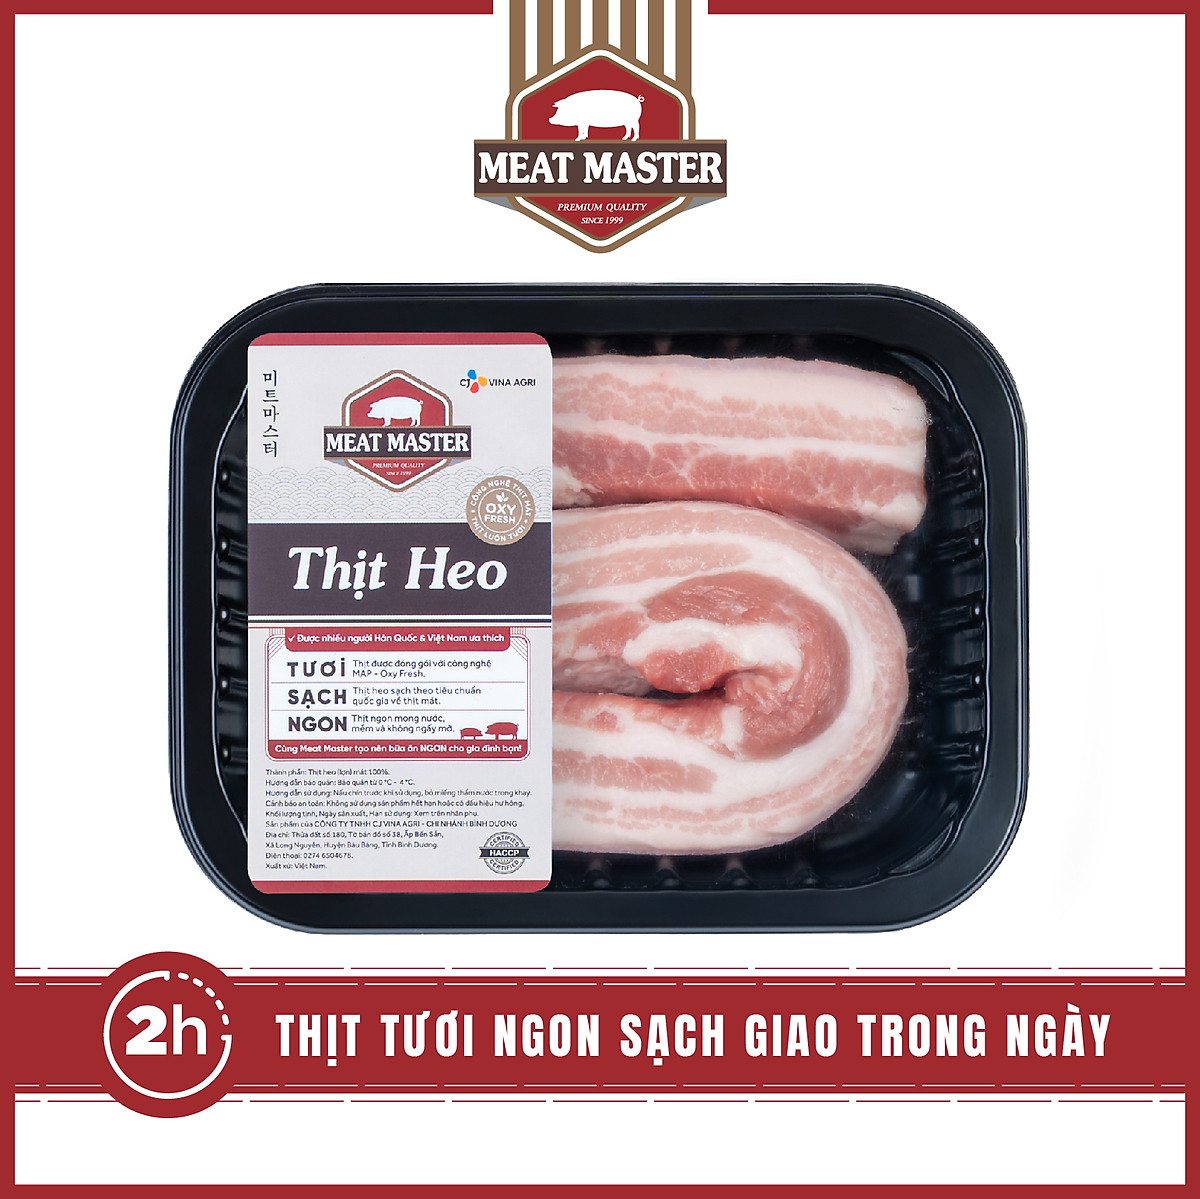 MEAT MASTER
PREMIUM QUALITY
SINCE 1999
미트마스터
CJ VINA AGRI
MEAT MASTER
PREMIUM QUALITY
SINCE 1999
CÔNG NGHỆ THỊT MÁT
OXY
FRESH
THỊT LUÔN TƯƠI
Thịt Heo
✓ Được nhiều người Hàn Quốc & Việt Nam ưa thích
TƯƠI Thịt được đóng gói với công nghệ
MAP - Oxy Fresh.
SẠCH Thịt heo sạch theo tiêu chuẩn
quốc gia về thịt mát.
NGON Thịt ngon mọng nước,
mềm và không ngấy mỡ.
Cùng Meat Master tạo nên bữa ăn NGON cho gia đình bạn!
Thành phần: Thịt heo (lợn) mát 100%.
Hướng dẫn bảo quản: Bảo quản từ 0 °C - 4 °C.
Hướng dẫn sử dụng: Nấu chín trước khi sử dụng, bỏ miếng thấm nước trong khay.
Cảnh báo an toàn: Không sử dụng sản phẩm hết hạn hoặc có dấu hiệu hư hỏng.
Khối lượng tịnh, Ngày sản xuất, Hạn sử dụng: Xem trên nhãn phụ.
Sản phẩm của CÔNG TY TNHH CJ VINA AGRI - CHI NHÁNH BÌNH DƯƠNG
Địa chỉ: Thửa đất số 180, Tờ bản đồ số 38, Ấp Bến Sắn,
Xã Long Nguyên, Huyện Bàu Bàng, Tỉnh Bình Dương.
Điện thoại: 0274 6504678.
Xuất xứ: Việt Nam.
CERTIFIED
HACCP
CERTIFIED
2h THỊT TƯƠI NGON SẠCH GIAO TRONG NGÀY